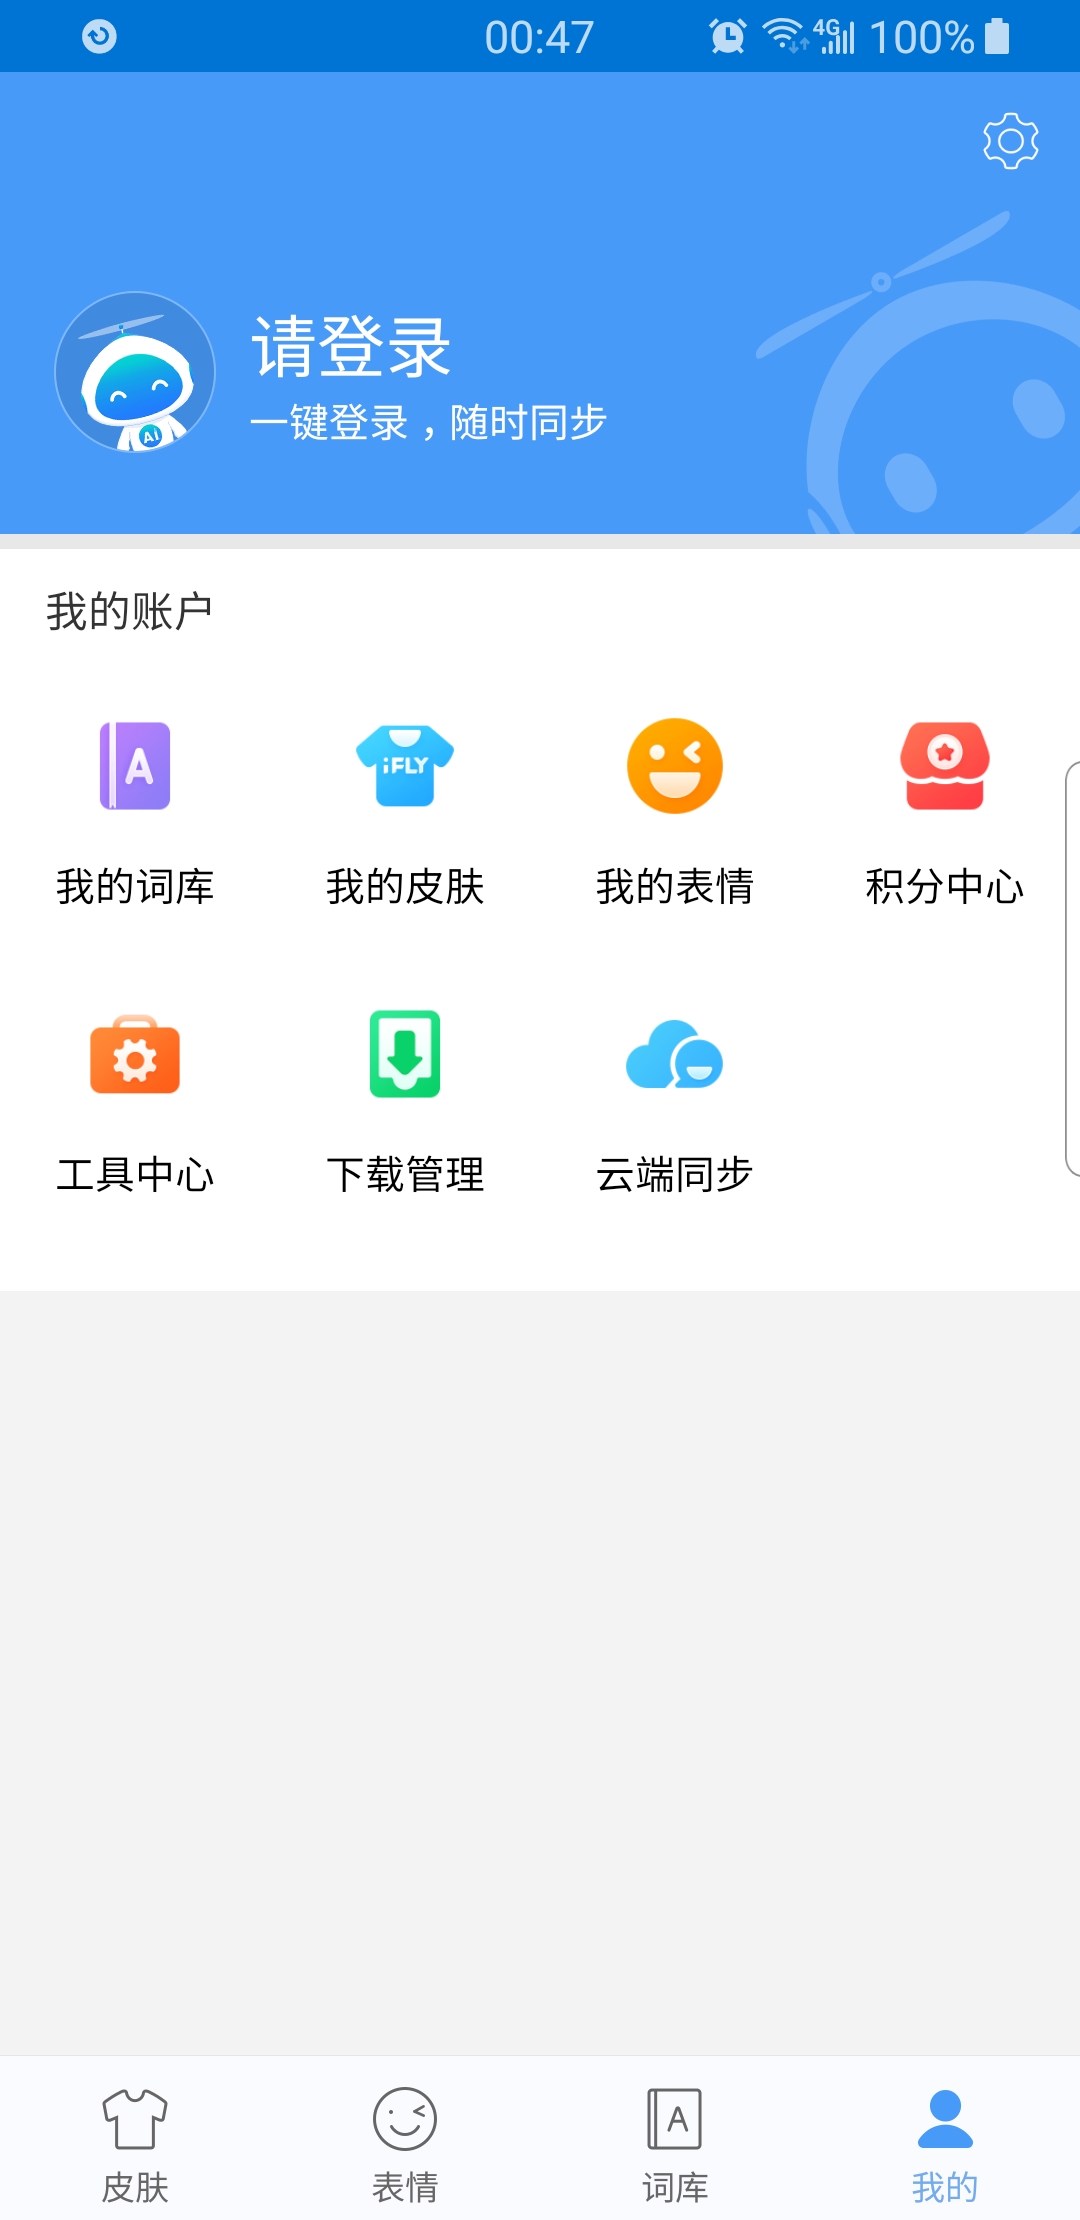 00:47
4G
100%
请登录
一键登录，随时同步
Ai
我的账户
A
iFLY
我的词库
我的皮肤
我的表情
积分中心
工具中心
下载管理
云端同步
A
皮肤
表情
词库
我的